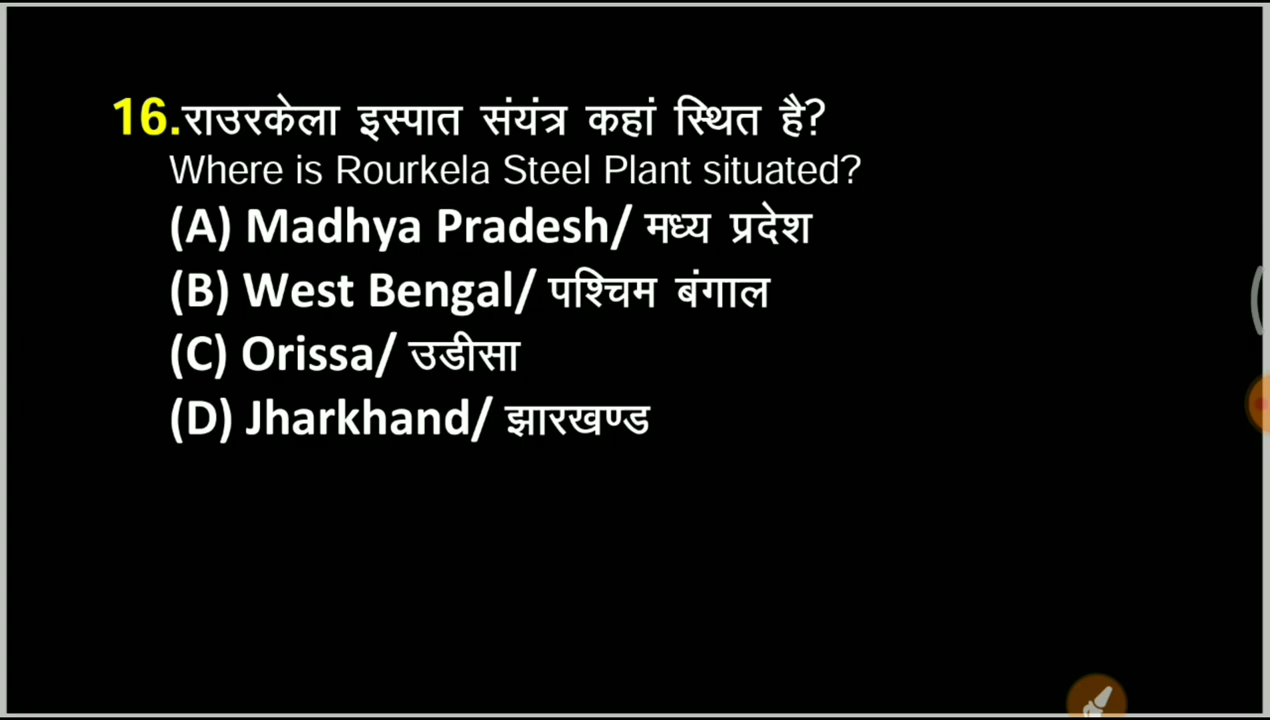 16.राउरकेला इस्पात संयंत्र कहां स्थित है?
Where is Rourkela Steel Plant situated?
(A) Madhya Pradesh/ मध्य प्रदेश
(B) West Bengal/ पश्चिम बंगाल
(C) Orissa/ उडीसा
(D) Jharkhand/ झारखण्ड